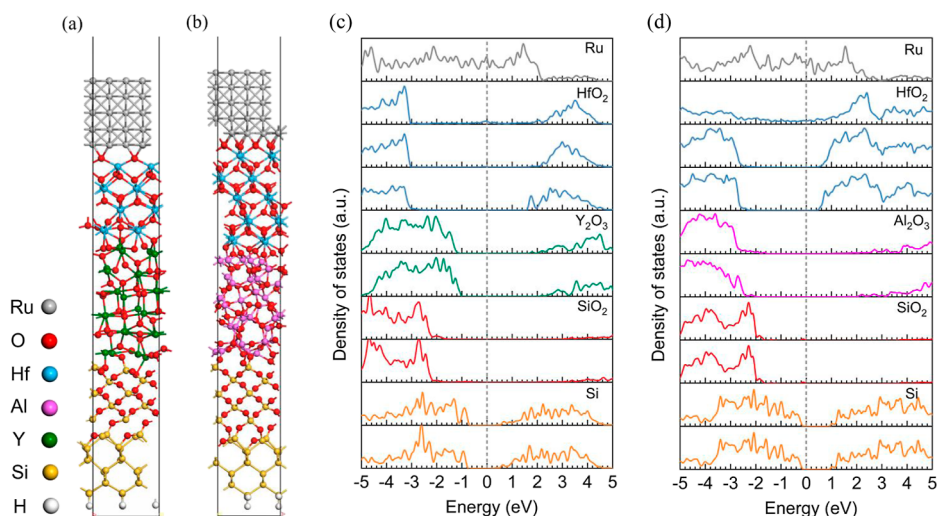 (a)
(b)
(c)
(d)
Ru
O
Hf
Al
Y
Si
H
Density of states (a.u.)
Ru
HfO₂
Y₂O₃
SiO₂
Si
-5 -4 -3 -2 -1 0 1 2 3 4 5
Energy (eV)
Density of states (a.u.)
Ru
HfO₂
Al₂O₃
SiO₂
Si
-5 -4 -3 -2 -1 0 1 2 3 4 5
Energy (eV)